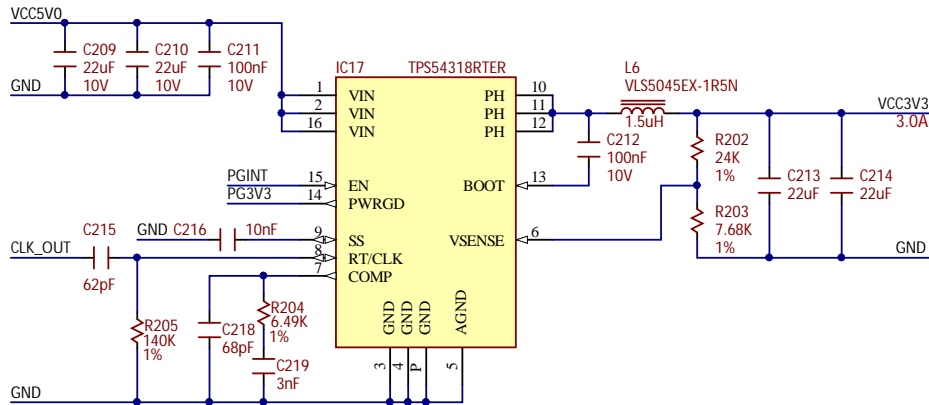 VCC5V0
C209
22uF
10V
C210
22uF
10V
C211
100nF
10V
GND
IC17
TPS54318RTER
1
VIN
2
VIN
16
VIN
10
PH
11
PH
12
PH
L6
VLS5045EX-1R5N
1.5uH
VCC3V3
3.0A
C212
100nF
10V
R202
24K
1%
C213
22uF
C214
22uF
PGINT
15
EN
PG3V3
14
PWRGD
BOOT
13
R203
7.68K
1%
GND
C216
10nF
9
SS
VSENSE
6
GND
CLK_OUT
C215
62pF
8
RT/CLK
7
COMP
R205
140K
1%
C218
68pF
R204
6.49K
1%
C219
3nF
GND
GND
GND
AGND
3
4
P
5
GND